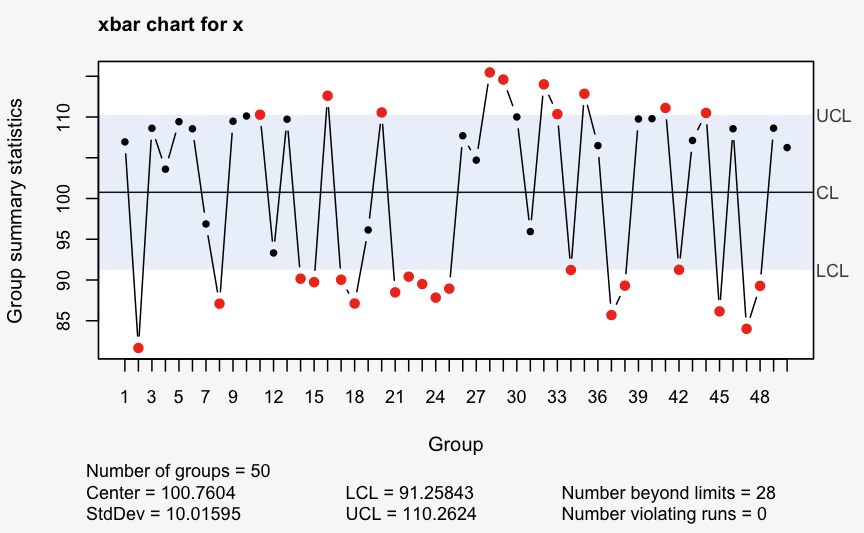 xbar chart for x
Group summary statistics
110
100
95
90
85
UCL
CL
LCL
1 3 5 7 9 12 15 18 21 24 27 30 33 36 39 42 45 48
Group
Number of groups = 50
Center = 100.7604 LCL = 91.25843 Number beyond limits = 28
StdDev = 10.01595 UCL = 110.2624 Number violating runs = 0